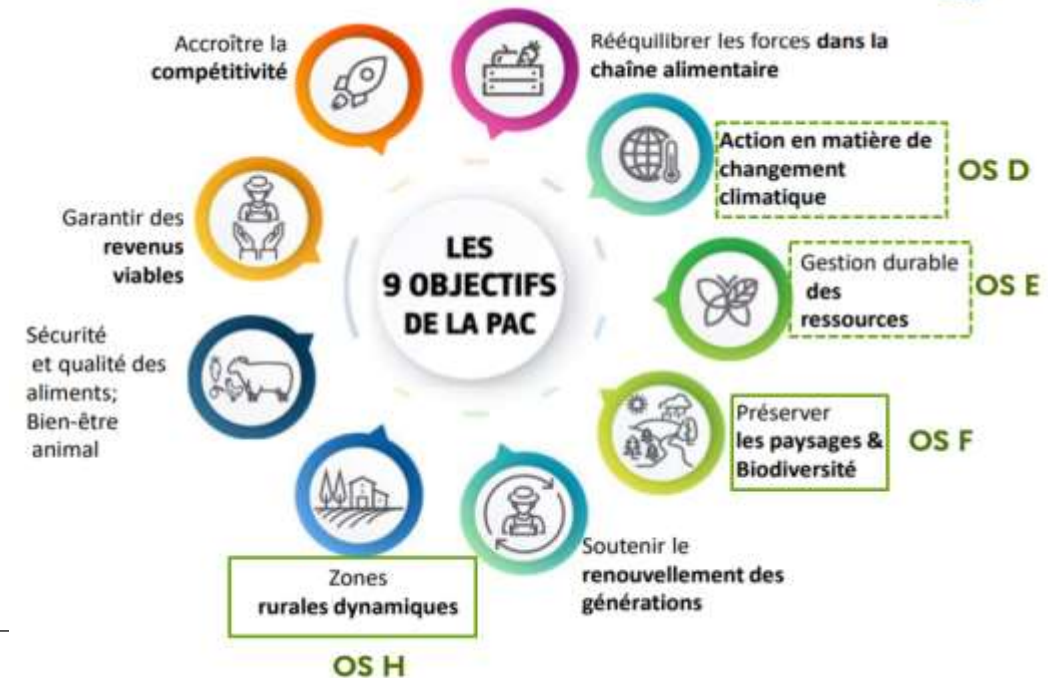 Accroître la
compétitivité
Rééquilibrer les forces dans la
chaîne alimentaire
Action en matière de
changement
climatique
OS D
Garantir des
revenus
viables
LES
9 OBJECTIFS
DE LA PAC
Gestion durable
des
ressources
OS E
Sécurité
et qualité des
aliments;
Bien-être
animal
Préserver
les paysages &
Biodiversité
OS F
Zones
rurales dynamiques
OS H
Soutenir le
renouvellement des
générations